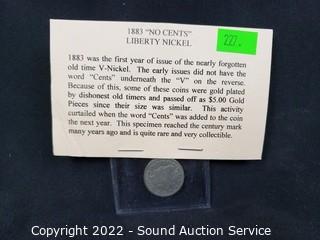 1883 "NO CENTS"
LIBERTY NICKEL
227.
1883 was the first year of issue of the nearly forgotten
old time V-Nickel. The early issues did not have the
word "Cents" underneath the "V" on the reverse.
Because of this, some of these coins were gold plated
by dishonest old timers and passed off as $5.00 Gold
Pieces since their size was similar. This activity
curtailed when the word "Cents" was added to the coin
the next year. This specimen reached the century mark
many years ago and is quite rare and very collectible.
Copyright 2022 - Sound Auction Service